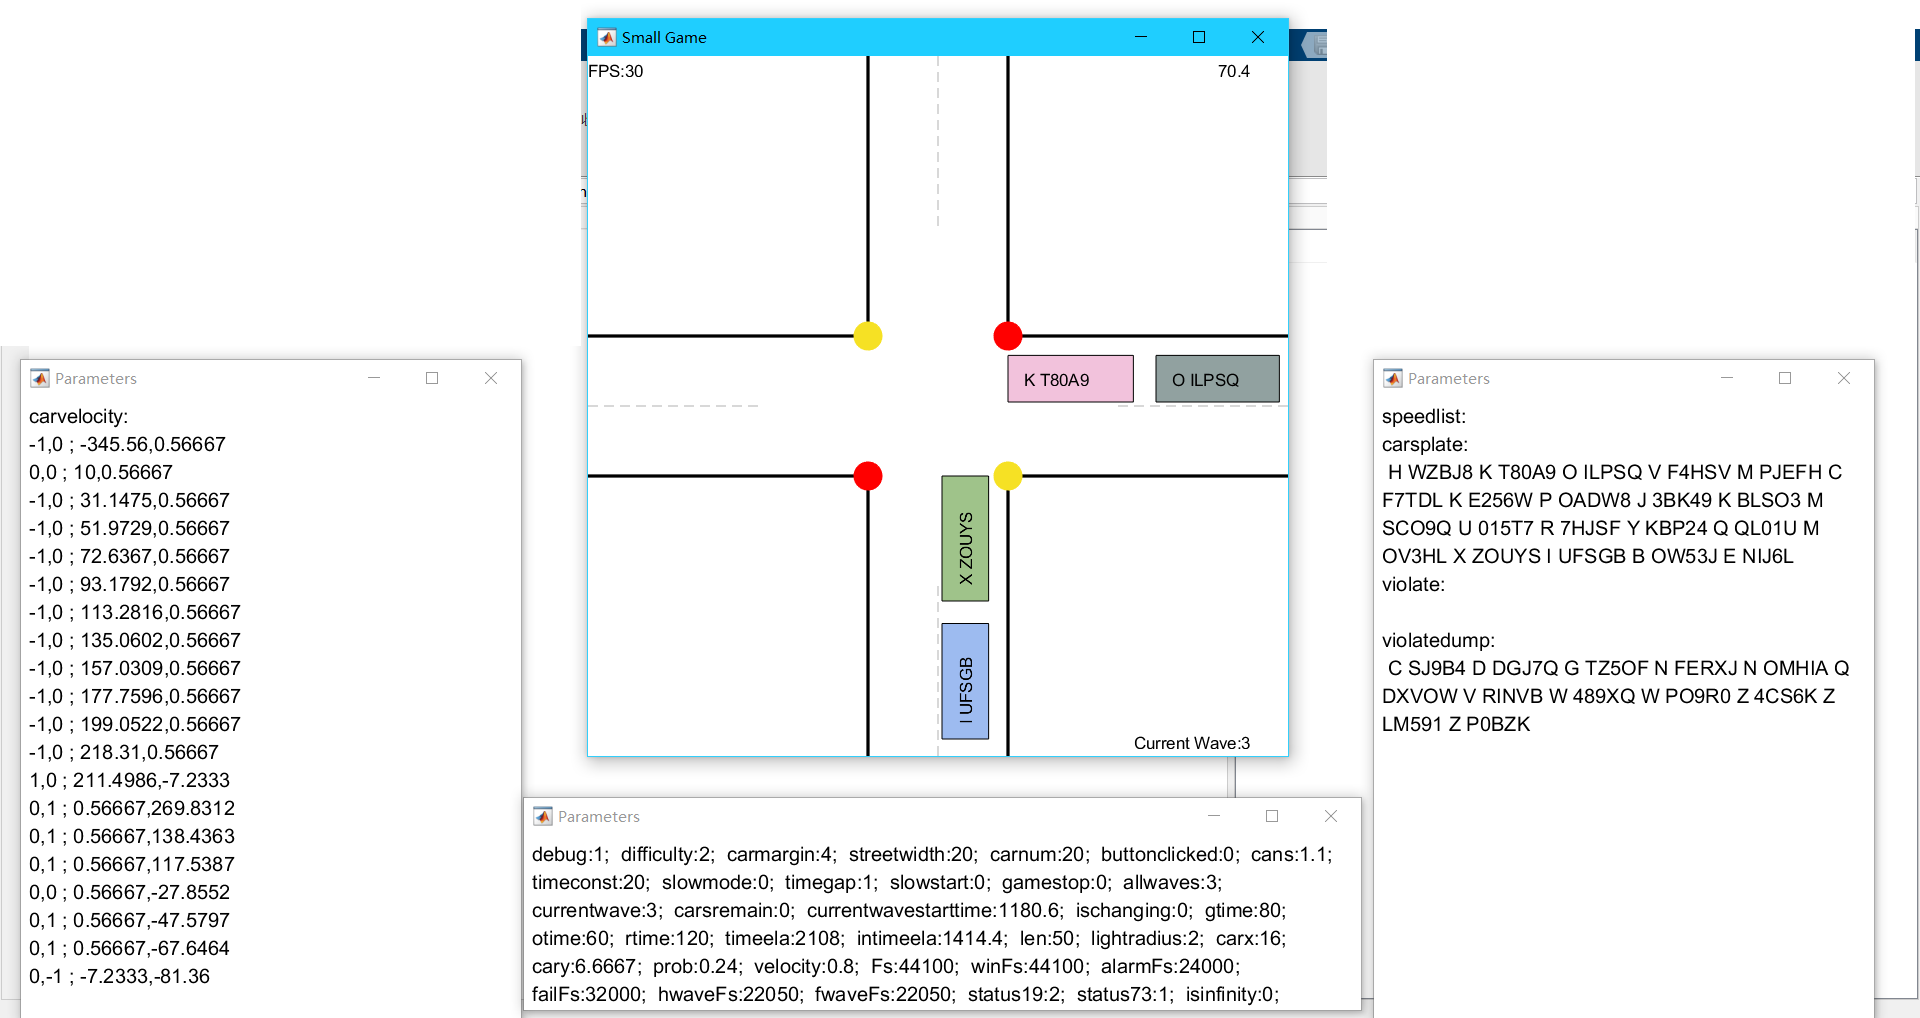 Small Game
FPS:30
70.4
K T80A9
O ILPSQ
X ZOUYS
I UFSGB
Current Wave:3
Parameters
carvelocity:
-1,0 ; -345.56,0.56667
0,0 ; 10,0.56667
-1,0 ; 31.1475,0.56667
-1,0 ; 51.9729,0.56667
-1,0 ; 72.6367,0.56667
-1,0 ; 93.1792,0.56667
-1,0 ; 113.2816,0.56667
-1,0 ; 135.0602,0.56667
-1,0 ; 157.0309,0.56667
-1,0 ; 177.7596,0.56667
-1,0 ; 199.0522,0.56667
-1,0 ; 218.31,0.56667
1,0 ; 211.4986,-7.2333
0,1 ; 0.56667,269.8312
0,1 ; 0.56667,138.4363
0,1 ; 0.56667,117.5387
0,0 ; 0.56667,-27.8552
0,1 ; 0.56667,-47.5797
0,1 ; 0.56667,-67.6464
0,-1 ; -7.2333,-81.36
Parameters
debug:1;  difficulty:2;  carmargin:4;  streetwidth:20;  carnum:20;  buttonclicked:0;  cans:1.1;
timeconst:20;  slowmode:0;  timegap:1;  slowstart:0;  gamestop:0;  allwaves:3;
currentwave:3;  carsremain:0;  currentwavestarttime:1180.6;  ischanging:0;  gtime:80;
otime:60;  rtime:120;  timeela:2108;  intimeela:1414.4;  len:50;  lightradius:2;  carx:16;
cary:6.6667;  prob:0.24;  velocity:0.8;  Fs:44100;  winFs:44100;  alarmFs:24000;
failFs:32000;  hwaveFs:22050;  fwaveFs:22050;  status19:2;  status73:1;  isinfinity:0;
Parameters
speedlist:
carsplate:
H WZBJ8 K T80A9 O ILPSQ V F4HSV M PJEFH C
F7TDL K E256W P OADW8 J 3BK49 K BLSO3 M
SCO9Q U 015T7 R 7HJSF Y KBP24 Q QL01U M
OV3HL X ZOUYS I UFSGB B OW53J E NIJ6L
violate:
violatedump:
C SJ9B4 D DGJ7Q G TZ5OF N FERXJ N OMHIA Q
DXVOW V RINVB W 489XQ W PO9R0 Z 4CS6K Z
LM591 Z P0BZK